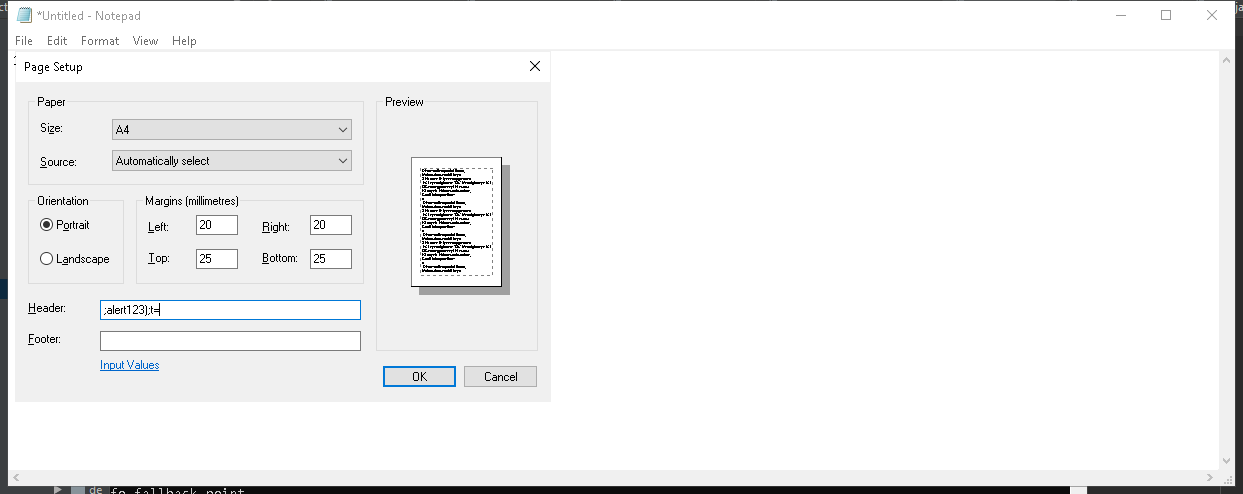 *Untitled - Notepad
File Edit Format View Help
Page Setup
Paper
Size:
A4
Source:
Automatically select
Orientation
Portrait
Landscape
Margins (millimetres)
Left: 20 Right: 20
Top: 25 Bottom: 25
Header: ;alert123);t=
Footer:
Input Values
Preview
OK Cancel
de fo fallback point